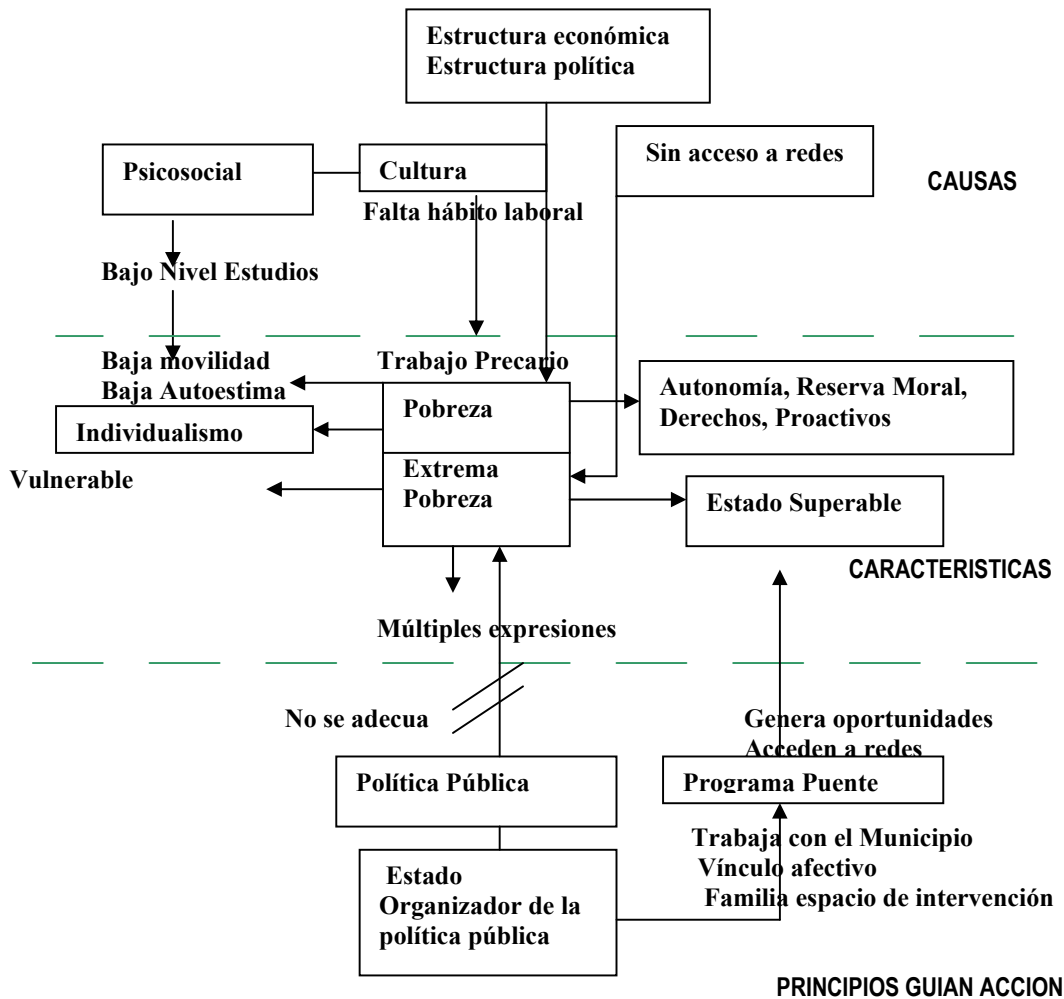 Estructura económica
Estructura política
Sin acceso a redes
Psicosocial
Cultura
CAUSAS
Falta hábito laboral
Bajo Nivel Estudios
Baja movilidad
Baja Autoestima
Trabajo Precario
Autonomía, Reserva Moral,
Derechos, Proactivos
Pobreza
Individualismo
Extrema
Pobreza
Vulnerable
Estado Superable
CARACTERISTICAS
Múltiples expresiones
No se adecua
Genera oportunidades
Acceden a redes
Política Pública
Programa Puente
Trabaja con el Municipio
Vínculo afectivo
Familia espacio de intervención
Estado
Organizador de la
política pública
PRINCIPIOS GUIAN ACCION